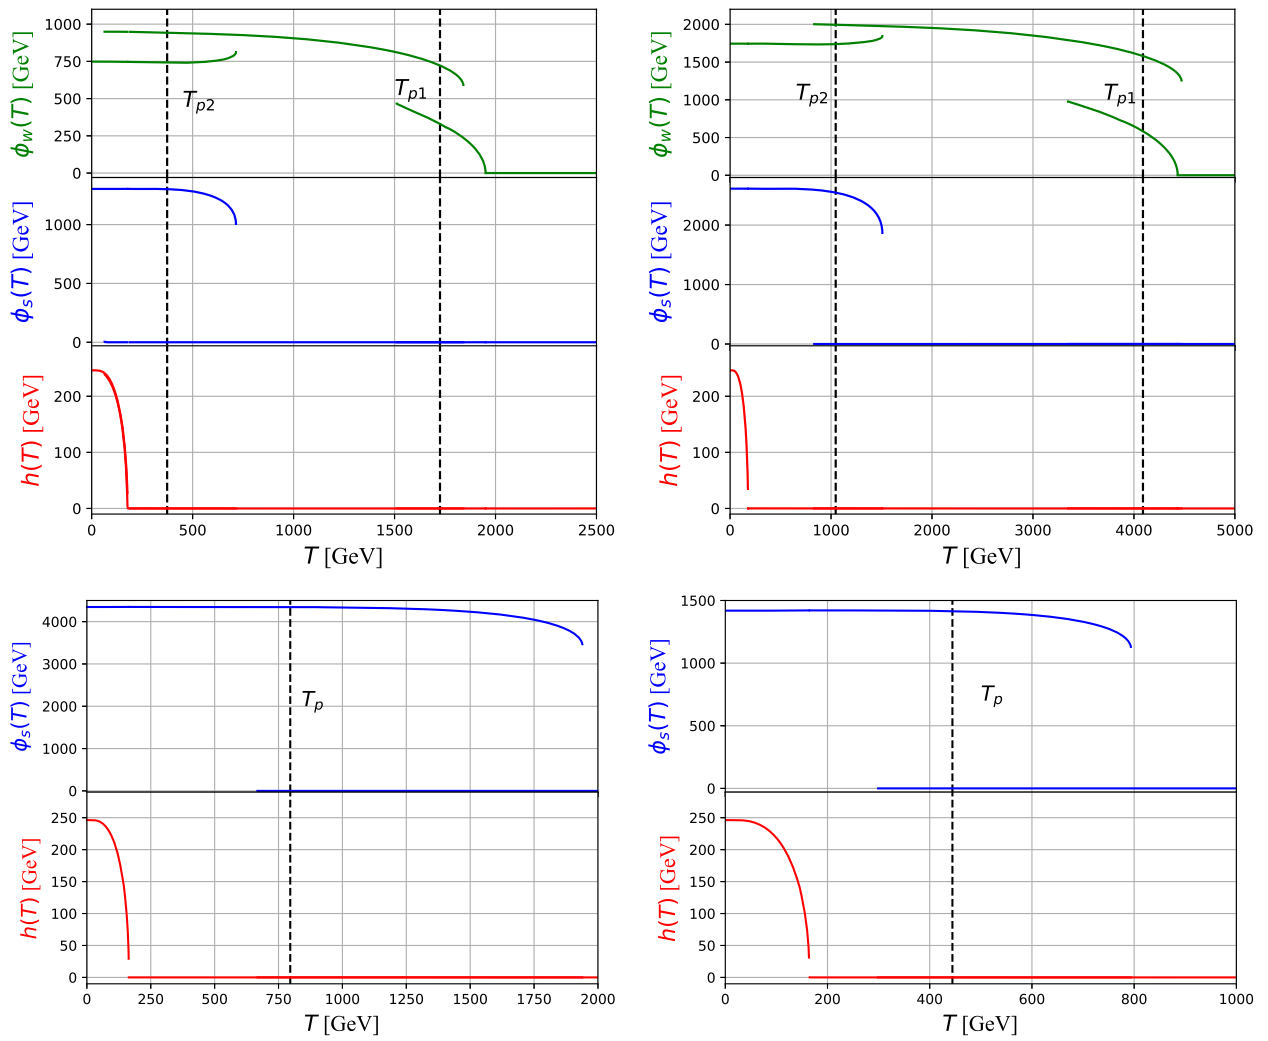 1000
750
500
250
0
ϕw(T) [GeV]
Tp2
Tp1
1000
500
0
ϕs(T) [GeV]
200
100
0
h(T) [GeV]
0 500 1000 1500 2000 2500
T [GeV]
2000
1500
1000
500
0
ϕw(T) [GeV]
Tp2
Tp1
2000
1000
0
ϕs(T) [GeV]
200
100
0
h(T) [GeV]
0 1000 2000 3000 4000 5000
T [GeV]
4000
3000
2000
1000
0
ϕs(T) [GeV]
Tp
250
200
150
100
50
0
h(T) [GeV]
0 250 500 750 1000 1250 1500 1750 2000
T [GeV]
1500
1000
500
0
ϕs(T) [GeV]
Tp
250
200
150
100
50
0
h(T) [GeV]
0 200 400 600 800 1000
T [GeV]